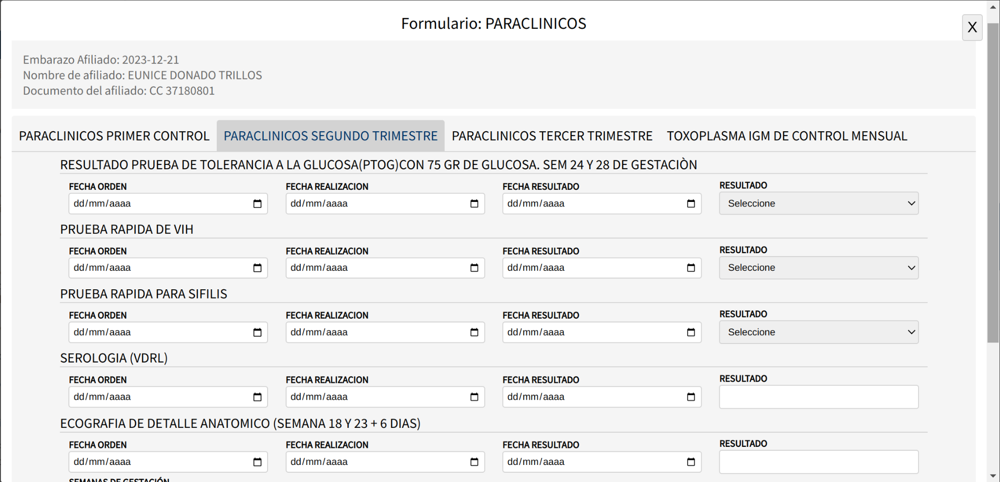 Formulario: PARACLINICOS
X
Embarazo Afiliado: 2023-12-21
Nombre de afiliado: EUNICE DONADO TRILLOS
Documento del afiliado: CC 37180801
PARACLINICOS PRIMER CONTROL PARACLINICOS SEGUNDO TRIMESTRE PARACLINICOS TERCER TRIMESTRE TOXOPLASMA IGM DE CONTROL MENSUAL
RESULTADO PRUEBA DE TOLERANCIA A LA GLUCOSA(PTOG)CON 75 GR DE GLUCOSA. SEM 24 Y 28 DE GESTACIÒN
FECHA ORDEN FECHA REALIZACION FECHA RESULTADO RESULTADO
dd/mm/aaaa dd/mm/aaaa dd/mm/aaaa Seleccione
PRUEBA RAPIDA DE VIH
FECHA ORDEN FECHA REALIZACION FECHA RESULTADO RESULTADO
dd/mm/aaaa dd/mm/aaaa dd/mm/aaaa Seleccione
PRUEBA RAPIDA PARA SIFILIS
FECHA ORDEN FECHA REALIZACION FECHA RESULTADO RESULTADO
dd/mm/aaaa dd/mm/aaaa dd/mm/aaaa Seleccione
SEROLOGIA (VDRL)
FECHA ORDEN FECHA REALIZACION FECHA RESULTADO RESULTADO
dd/mm/aaaa dd/mm/aaaa dd/mm/aaaa
ECOGRAFIA DE DETALLE ANATOMICO (SEMANA 18 Y 23 + 6 DIAS)
FECHA ORDEN FECHA REALIZACION FECHA RESULTADO RESULTADO
dd/mm/aaaa dd/mm/aaaa dd/mm/aaaa
SEMANAS DE GESTACIÓN